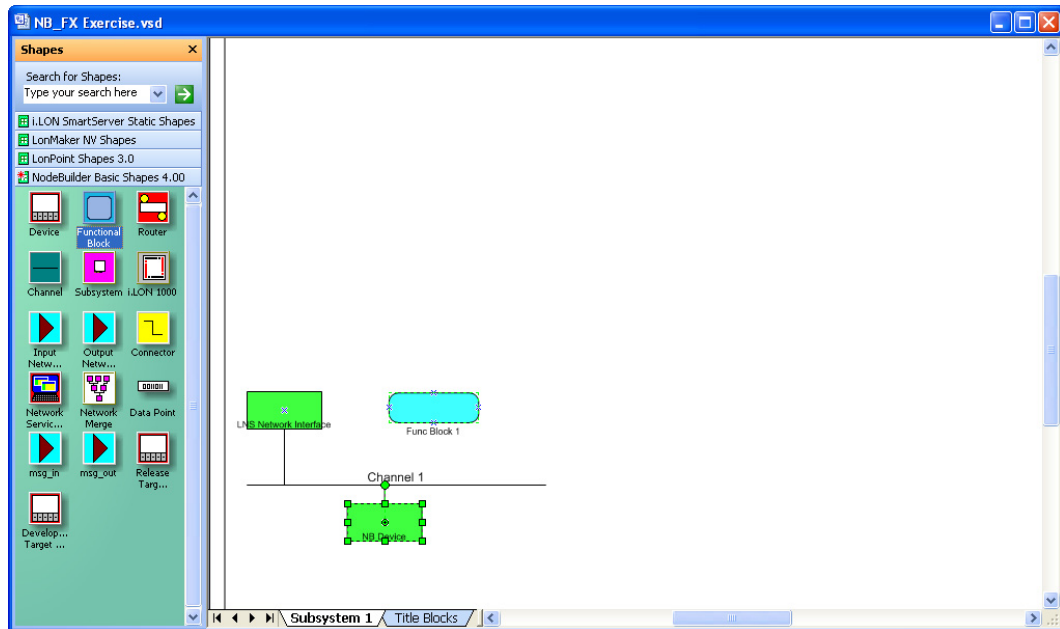 NB_FX Exercise.vsd
Shapes
Search for Shapes:
Type your search here
i.LON SmartServer Static Shapes
LonMaker NV Shapes
LonPoint Shapes 3.0
NodeBuilder Basic Shapes 4.00
Device
Functional Block
Router
Channel
Subsystem
i.LON 1000
Input Netw...
Output Netw...
Connector
Network Servic...
Network Merge
Data Point
msg_in
msg_out
Release Targ...
Develop... Target ...
LNS Network Interface
Func Block 1
Channel 1
NB Device
Subsystem 1
Title Blocks